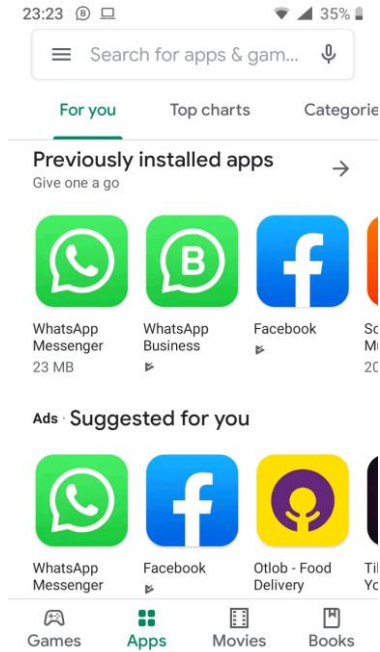 23:23 35%
Search for apps & gam...
For you Top charts Categorie
Previously installed apps
Give one a go
WhatsApp Messenger
23 MB
WhatsApp Business
Facebook
Ads · Suggested for you
WhatsApp Messenger
Facebook
Otlob - Food Delivery
Games Apps Movies Books